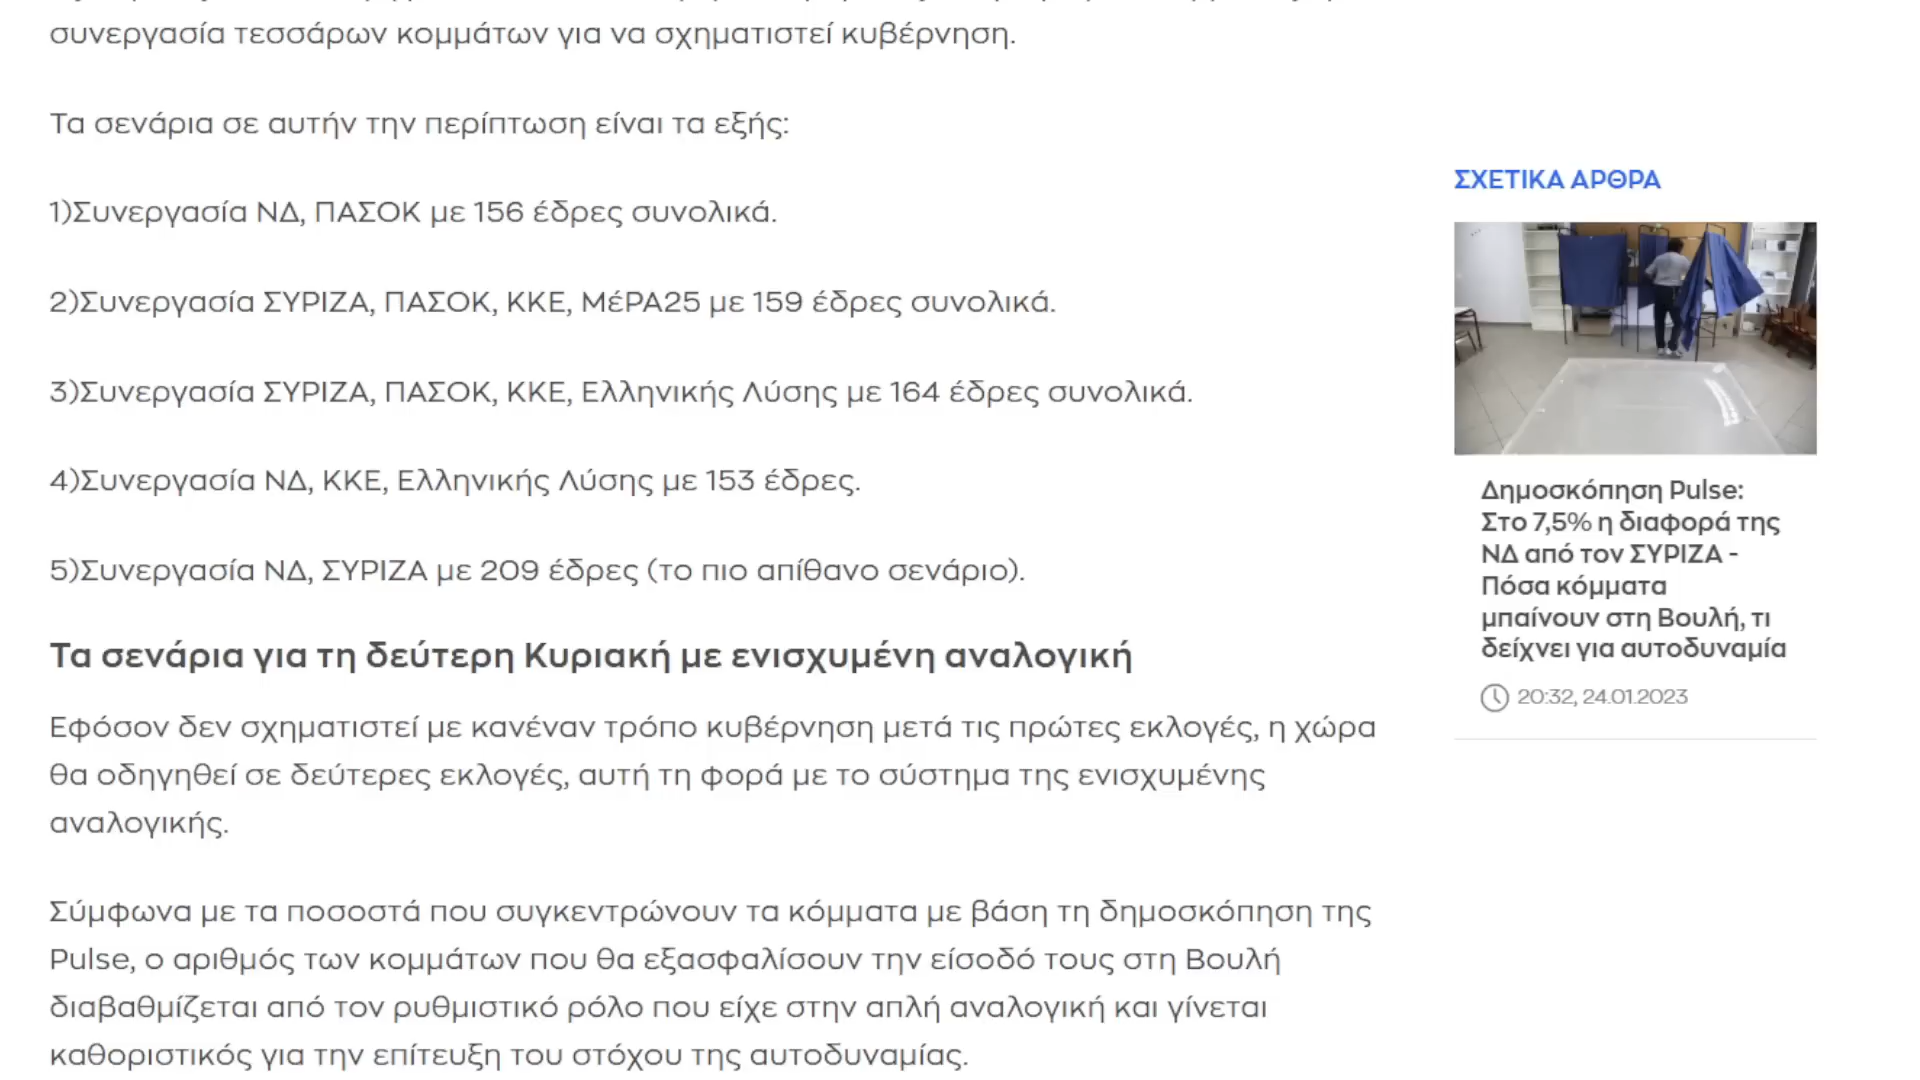 συνεργασία τεσσάρων κομμάτων για να σχηματιστεί κυβέρνηση.
Τα σενάρια σε αυτήν την περίπτωση είναι τα εξής:
1)Συνεργασία ΝΔ, ΠΑΣΟΚ με 156 έδρες συνολικά.
2)Συνεργασία ΣΥΡΙΖΑ, ΠΑΣΟΚ, ΚΚΕ, ΜέΡΑ25 με 159 έδρες συνολικά.
3)Συνεργασία ΣΥΡΙΖΑ, ΠΑΣΟΚ, ΚΚΕ, Ελληνικής Λύσης με 164 έδρες συνολικά.
4)Συνεργασία ΝΔ, ΚΚΕ, Ελληνικής Λύσης με 153 έδρες.
5)Συνεργασία ΝΔ, ΣΥΡΙΖΑ με 209 έδρες (το πιο απίθανο σενάριο).
Τα σενάρια για τη δεύτερη Κυριακή με ενισχυμένη αναλογική
Εφόσον δεν σχηματιστεί με κανέναν τρόπο κυβέρνηση μετά τις πρώτες εκλογές, η χώρα
θα οδηγηθεί σε δεύτερες εκλογές, αυτή τη φορά με το σύστημα της ενισχυμένης
αναλογικής.
Σύμφωνα με τα ποσοστά που συγκεντρώνουν τα κόμματα με βάση τη δημοσκόπηση της
Pulse, ο αριθμός των κομμάτων που θα εξασφαλίσουν την είσοδό τους στη Βουλή
διαβαθμίζεται από τον ρυθμιστικό ρόλο που είχε στην απλή αναλογική και γίνεται
καθοριστικός για την επίτευξη του στόχου της αυτοδυναμίας.
ΣΧΕΤΙΚΑ ΑΡΘΡΑ
Δημοσκόπηση Pulse:
Στο 7,5% η διαφορά της
ΝΔ από τον ΣΥΡΙΖΑ -
Πόσα κόμματα
μπαίνουν στη Βουλή, τι
δείχνει για αυτοδυναμία
20:32, 24.01.2023